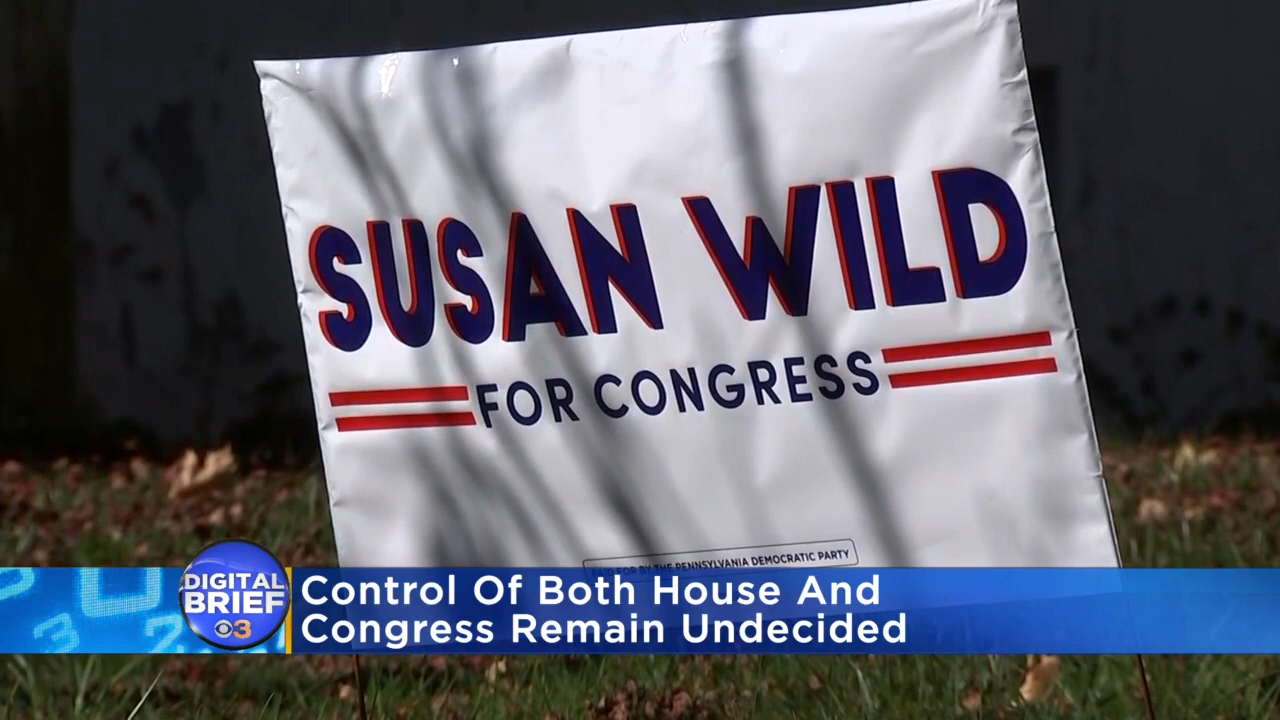 SUSAN WILD
FOR CONGRESS
PAID FOR BY THE PENNSYLVANIA DEMOCRATIC PARTY
DIGITAL
BRIEF
3
Control Of Both House And
Congress Remain Undecided